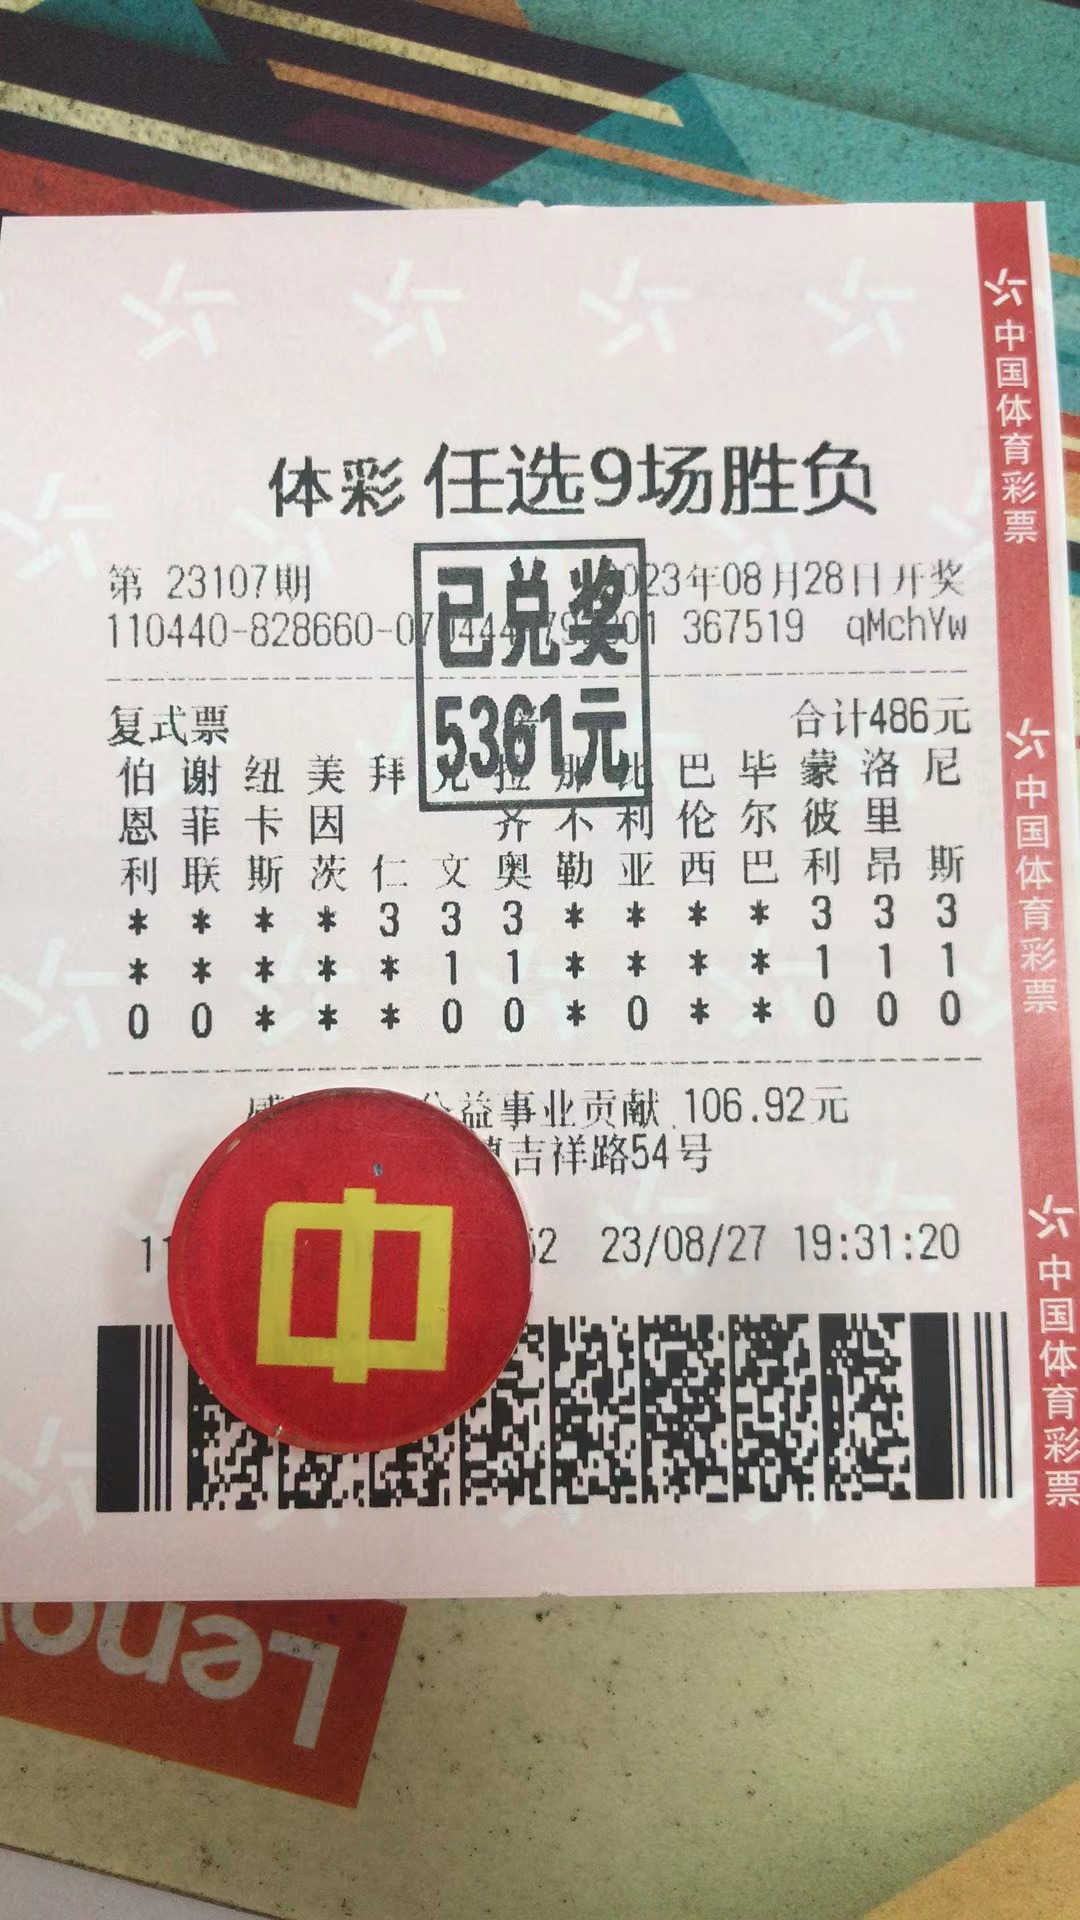 体彩 任选9场胜负
第 23107期 2023年08月28日开奖
110440-828660-07 367519 qMchYw
已兑奖
5361元
复式票 合计486元
伯 谢 纽 美 拜 尤 拉 那 比 巴 毕 蒙 洛 尼
恩 菲 卡 因 齐 不 利 伦 尔 彼 里
利 联 斯 茨 仁 文 奥 勒 亚 西 巴 利 昂 斯
* * * * 3 3 3 * * * * 3 3 3
* * * * * 1 1 * * * * 1 1 1
0 0 * * * 0 0 * 0 * * 0 0 0
公益事业贡献 106.92元
吉祥路54号
11 52 23/08/27 19:31:20
中
中国体育彩票
中国体育彩票
中国体育彩票
Leno